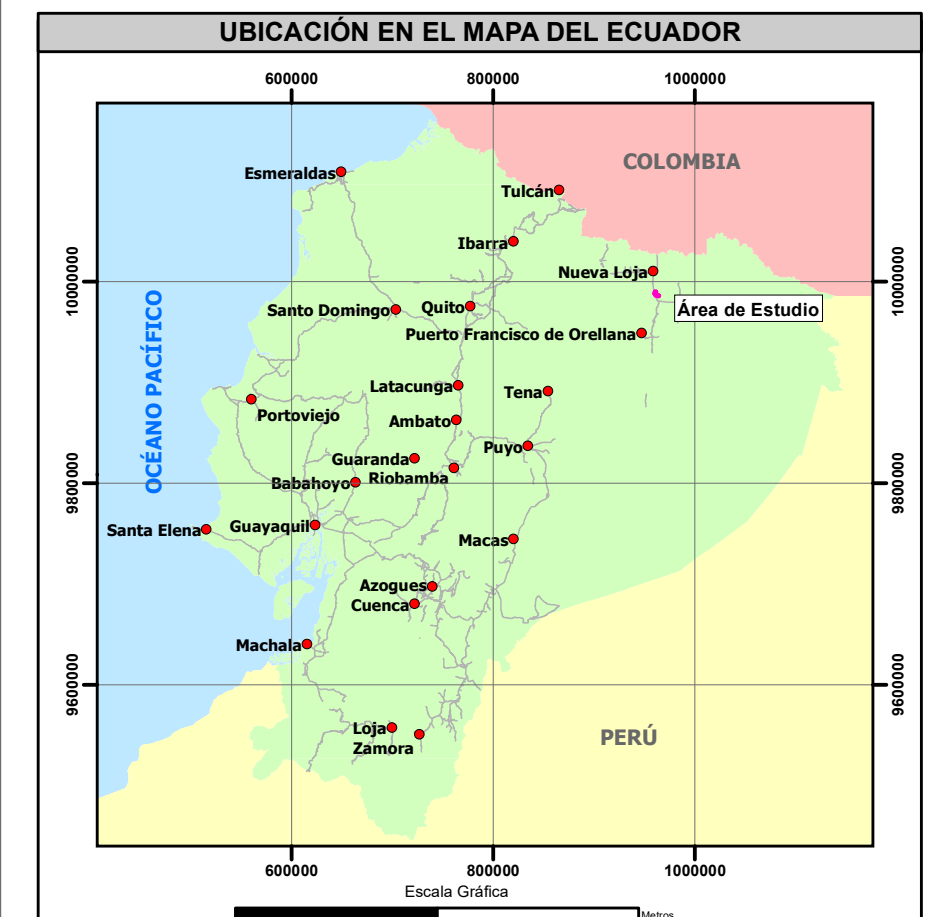 UBICACIÓN EN EL MAPA DEL ECUADOR
600000 800000 1000000
COLOMBIA
Esmeraldas
Tulcán
Ibarra
Nueva Loja
10000000 10000000
Área de Estudio
Santo Domingo Quito
Puerto Francisco de Orellana
OCÉANO PACÍFICO
Latacunga
Tena
Portoviejo
Ambato
Puyo
Guaranda
Riobamba
Babahoyo
9800000 9800000
Santa Elena
Guayaquil
Macas
Azogues
Cuenca
Machala
9600000 9600000
Loja
Zamora
PERÚ
600000 800000 1000000
Escala Gráfica
Metros